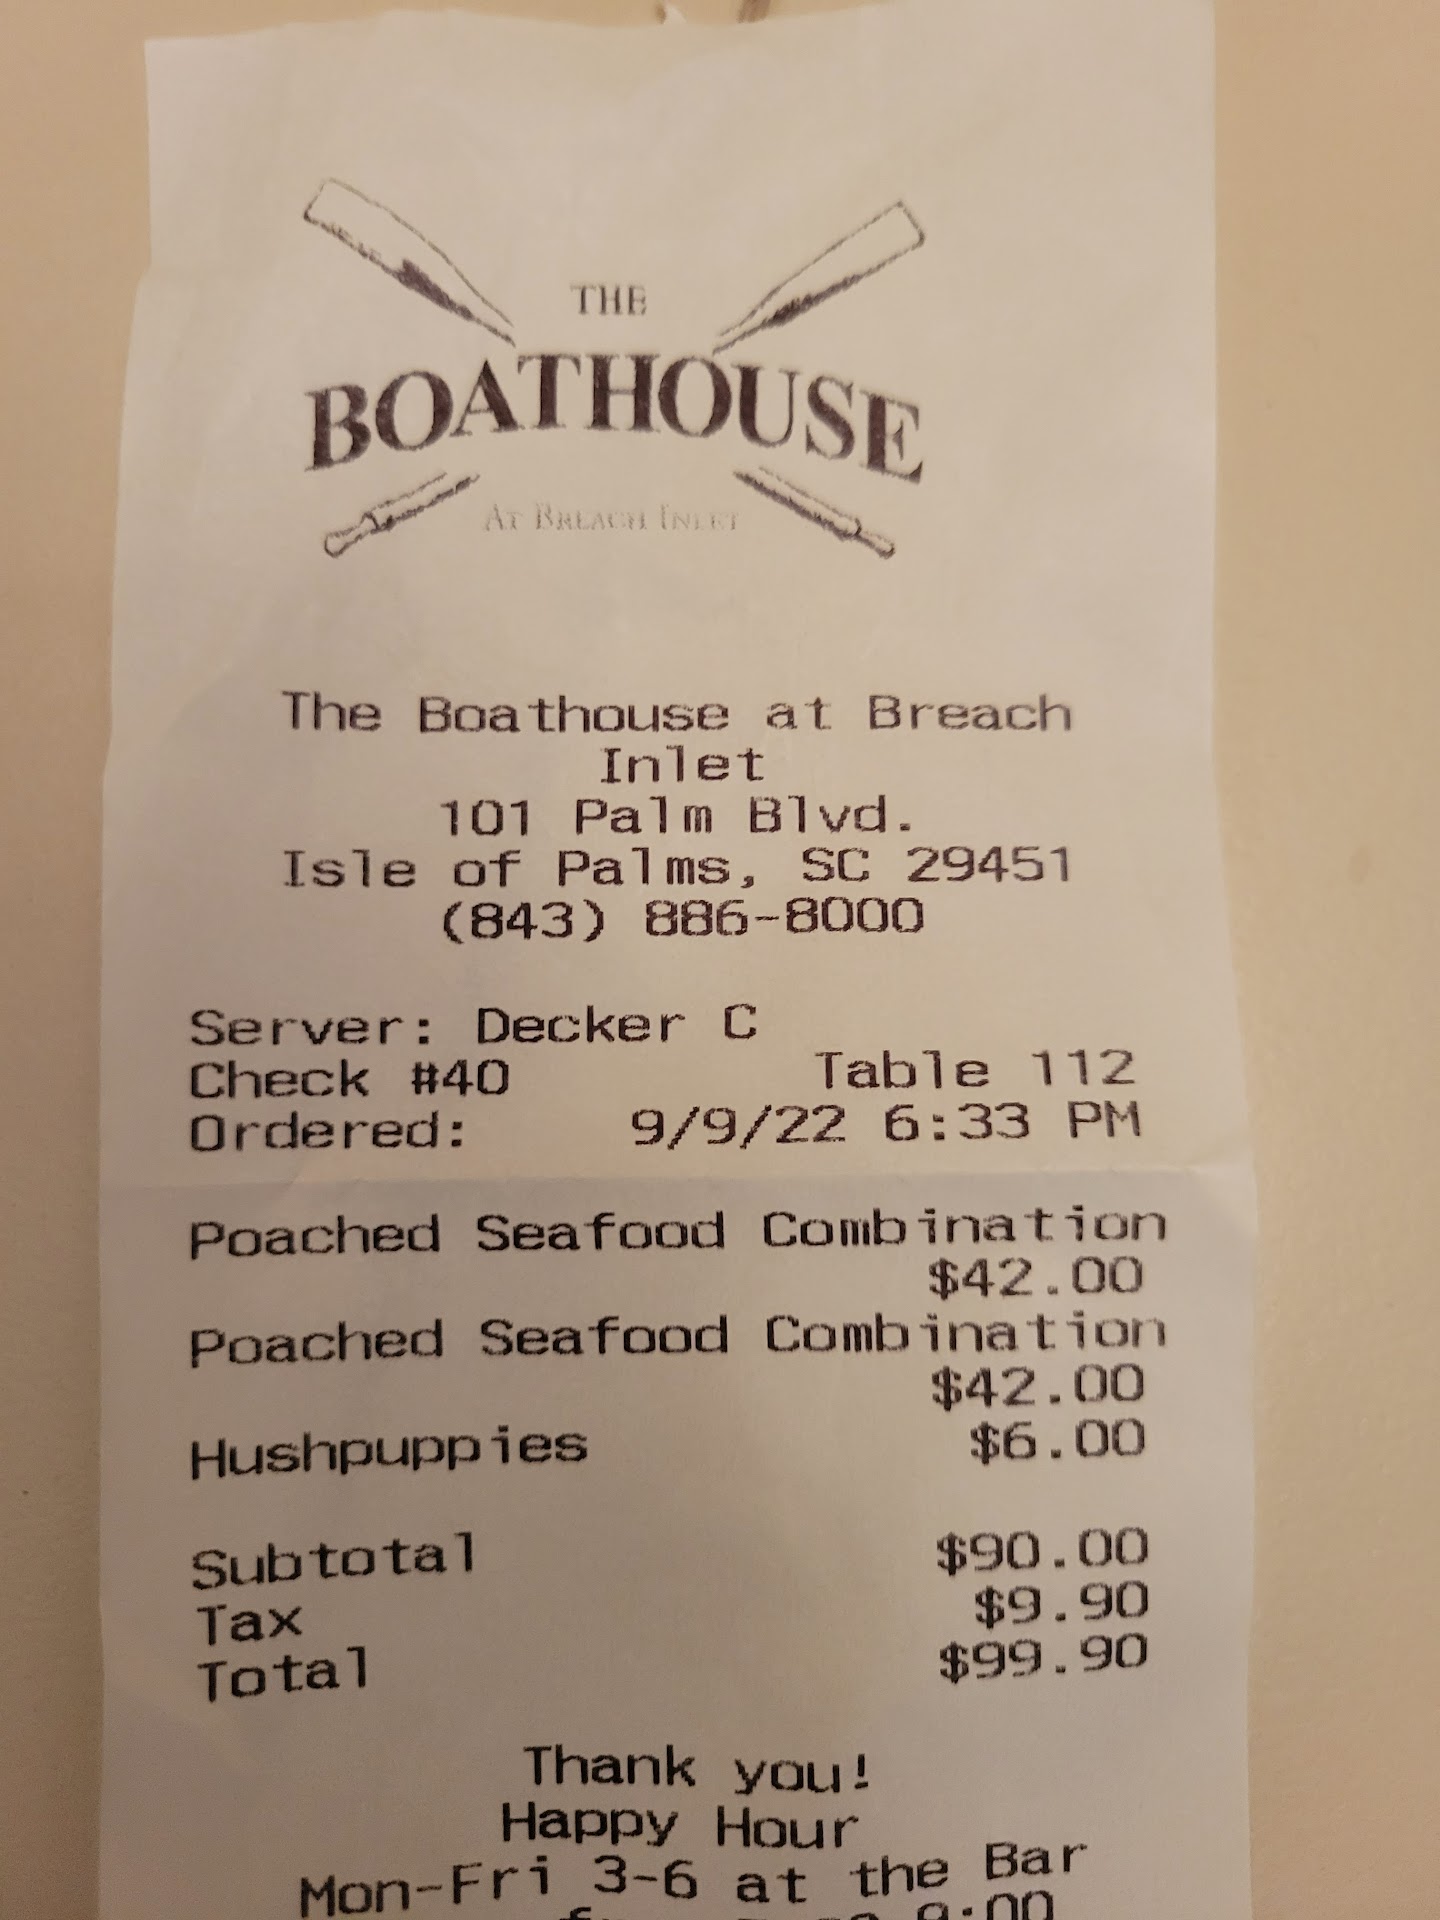 THE
BOATHOUSE
AT BREACH INLET
The Boathouse at Breach
Inlet
101 Palm Blvd.
Isle of Palms, SC 29451
(843) 886-8000
Server: Decker C
Check #40 Table 112
Ordered: 9/9/22 6:33 PM
Poached Seafood Combination
$42.00
Poached Seafood Combination
$42.00
Hushpuppies $6.00
Subtotal $90.00
Tax $9.90
Total $99.90
Thank you!
Happy Hour
Mon-Fri 3-6 at the Bar